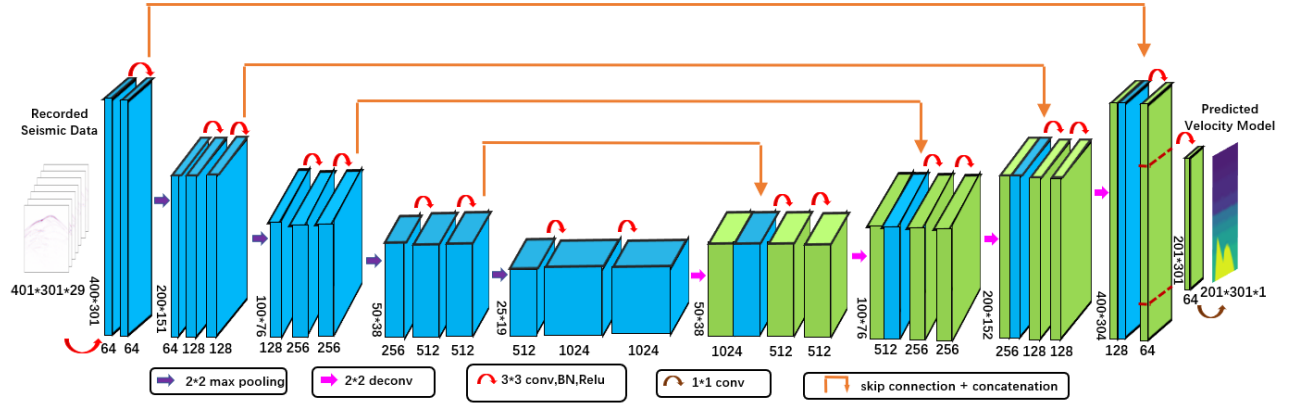 Recorded
Seismic Data
401*301*29
400*301
64 64
200*151
64 128 128
100*76
128 256 256
50*38
256 512 512
25*19
512 1024 1024
50*38
1024 512 512
100*76
512 256 256
200*152
256 128 128
400*304
128 64
201*301
64
Predicted
Velocity Model
201*301*1
2*2 max pooling
2*2 deconv
3*3 conv,BN,Relu
1*1 conv
skip connection + concatenation